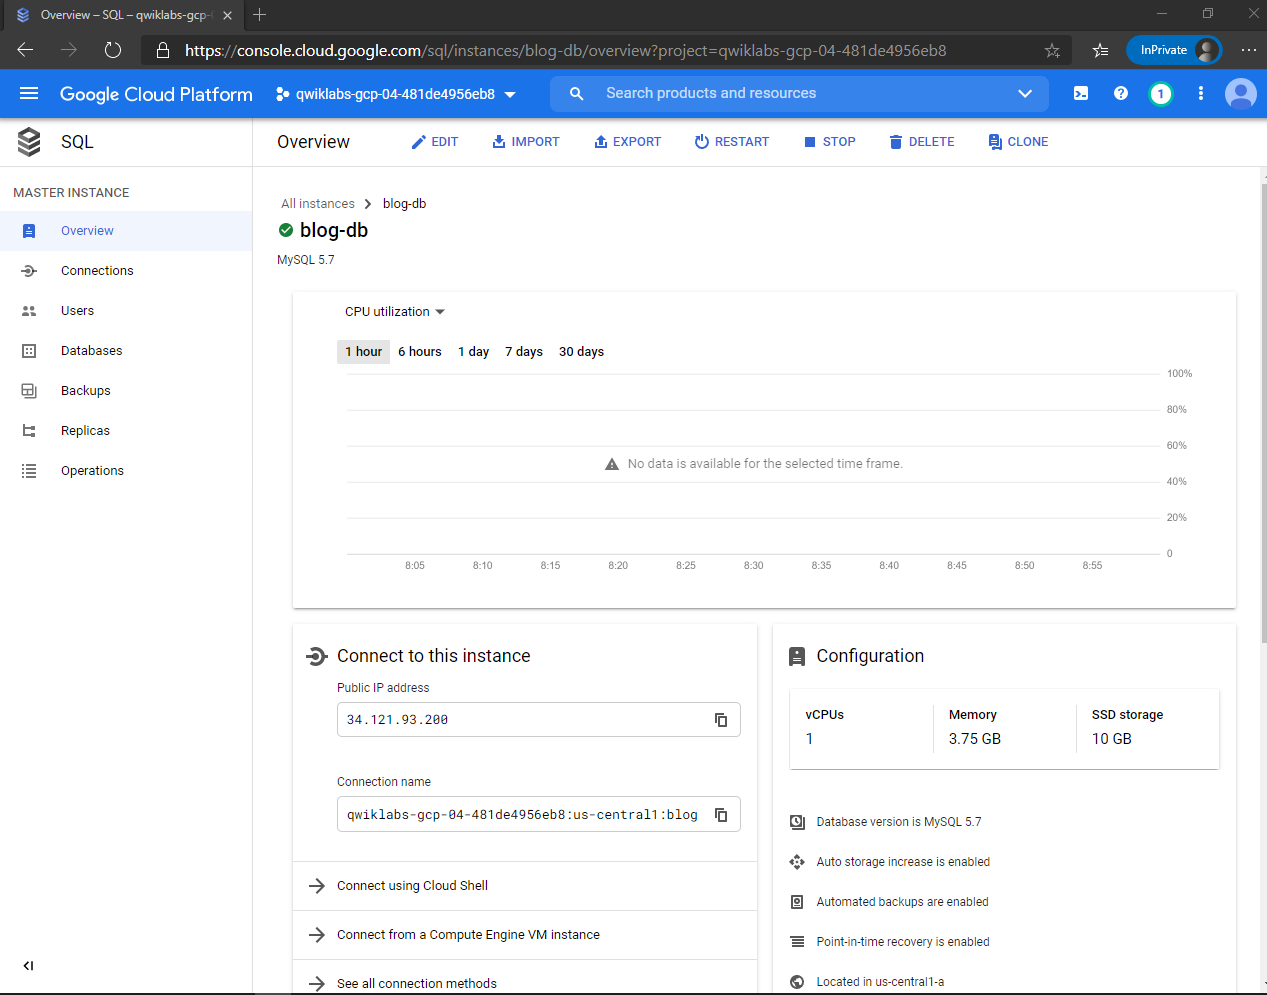 Overview – SQL – qwiklabs-gcp-
https://console.cloud.google.com/sql/instances/blog-db/overview?project=qwiklabs-gcp-04-481de4956eb8
InPrivate
Google Cloud Platform
qwiklabs-gcp-04-481de4956eb8
Search products and resources
1
SQL
Overview
EDIT
IMPORT
EXPORT
RESTART
STOP
DELETE
CLONE
MASTER INSTANCE
Overview
Connections
Users
Databases
Backups
Replicas
Operations
All instances
blog-db
blog-db
MySQL 5.7
CPU utilization
1 hour
6 hours
1 day
7 days
30 days
100%
80%
60%
No data is available for the selected time frame.
40%
20%
0
8:05
8:10
8:15
8:20
8:25
8:30
8:35
8:40
8:45
8:50
8:55
Connect to this instance
Public IP address
34.121.93.200
Connection name
qwiklabs-gcp-04-481de4956eb8:us-central1:blog
Connect using Cloud Shell
Connect from a Compute Engine VM instance
See all connection methods
Configuration
vCPUs
1
Memory
3.75 GB
SSD storage
10 GB
Database version is MySQL 5.7
Auto storage increase is enabled
Automated backups are enabled
Point-in-time recovery is enabled
Located in us-central1-a